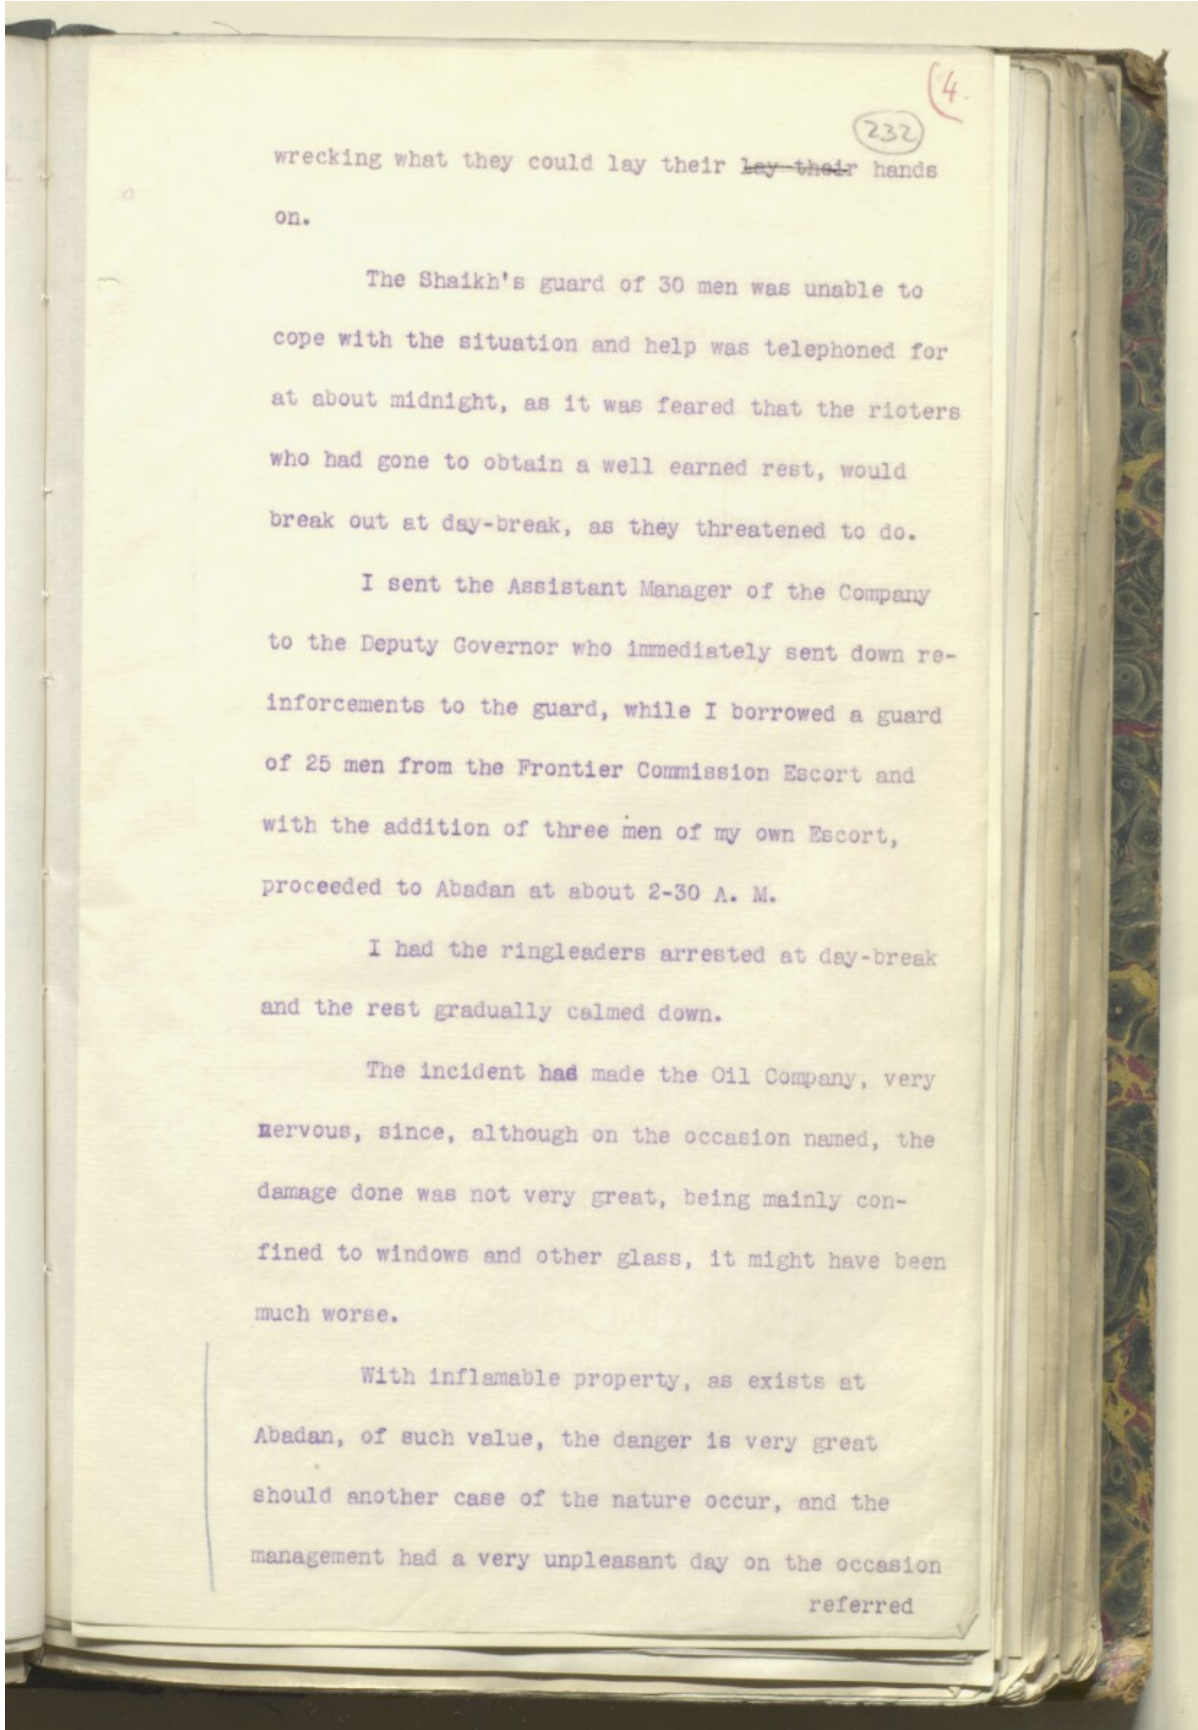 (4.
232
wrecking what they could lay their lay their hands
on.
The Shaikh's guard of 30 men was unable to
cope with the situation and help was telephoned for
at about midnight, as it was feared that the rioters
who had gone to obtain a well earned rest, would
break out at day-break, as they threatened to do.
I sent the Assistant Manager of the Company
to the Deputy Governor who immediately sent down re-
inforcements to the guard, while I borrowed a guard
of 25 men from the Frontier Commission Escort and
with the addition of three men of my own Escort,
proceeded to Abadan at about 2-30 A. M.
I had the ringleaders arrested at day-break
and the rest gradually calmed down.
The incident has made the Oil Company, very
nervous, since, although on the occasion named, the
damage done was not very great, being mainly con-
fined to windows and other glass, it might have been
much worse.
With inflamable property, as exists at
Abadan, of such value, the danger is very great
should another case of the nature occur, and the
management had a very unpleasant day on the occasion
referred